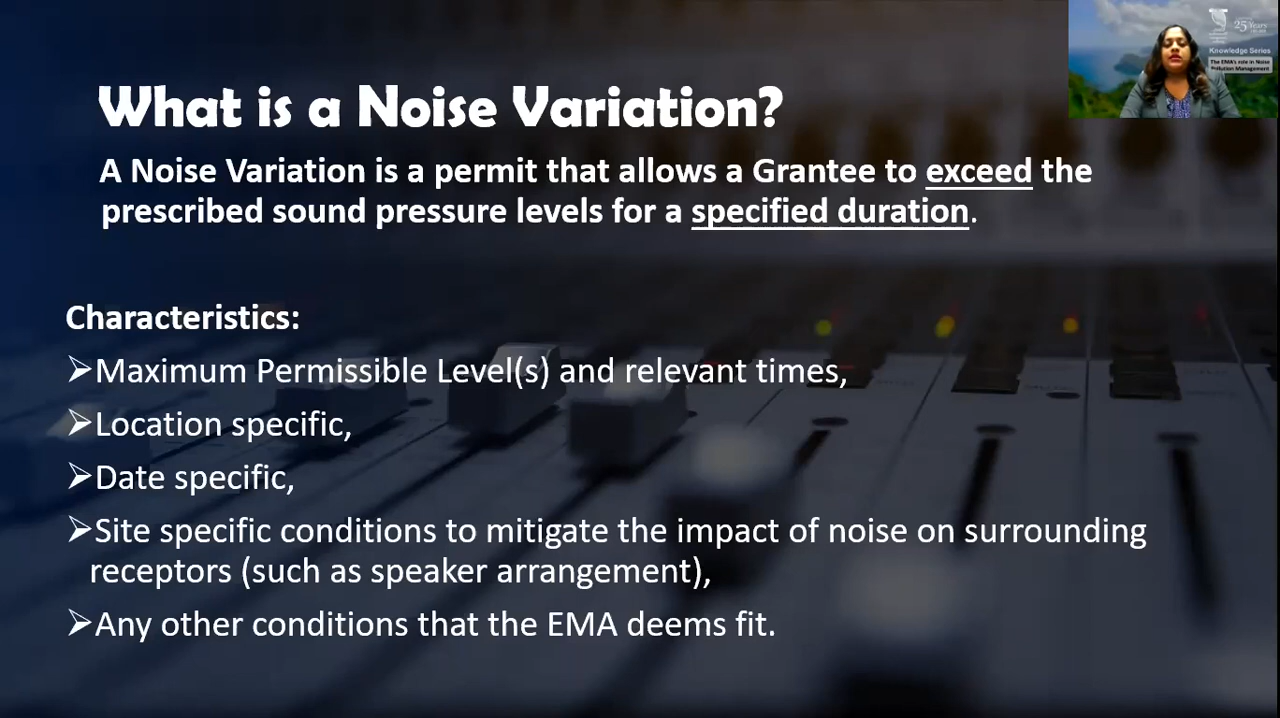 25 Years
Knowledge Series
The EMA's role in Noise
Pollution Management
What is a Noise Variation?
A Noise Variation is a permit that allows a Grantee to exceed the
prescribed sound pressure levels for a specified duration.
Characteristics:
➢Maximum Permissible Level(s) and relevant times,
➢Location specific,
➢Date specific,
➢Site specific conditions to mitigate the impact of noise on surrounding
receptors (such as speaker arrangement),
➢Any other conditions that the EMA deems fit.